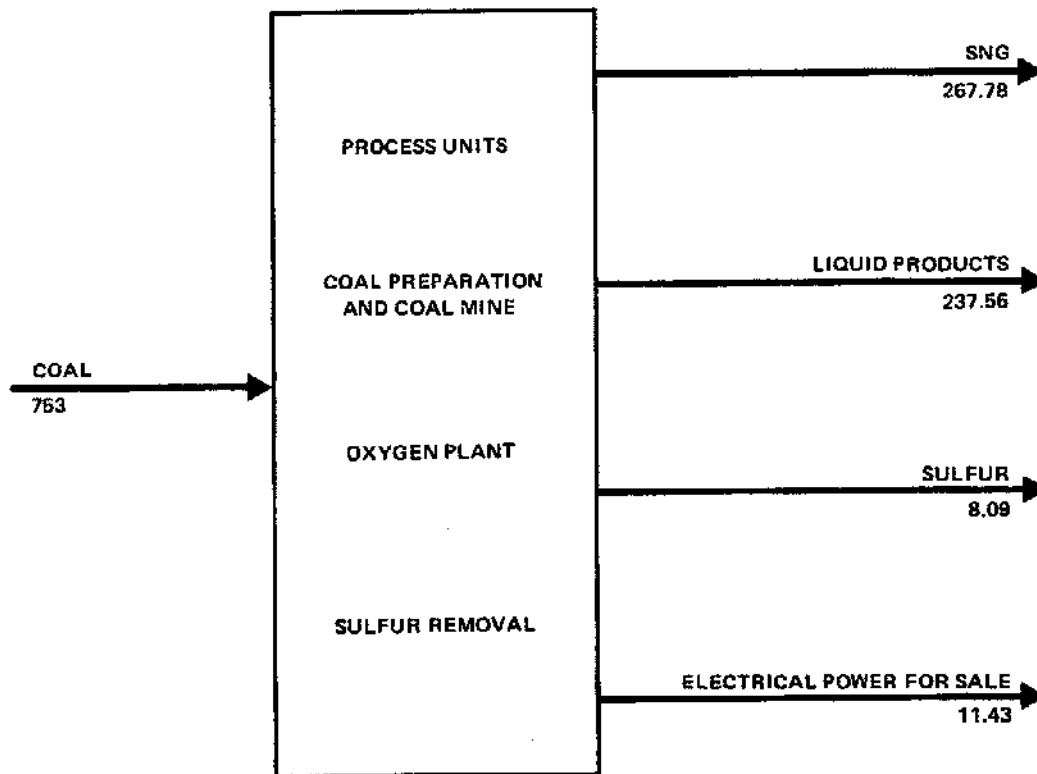 SNG
267.78
PROCESS UNITS
LIQUID PRODUCTS
237.56
COAL PREPARATION
AND COAL MINE
COAL
763
OXYGEN PLANT
SULFUR
8.09
SULFUR REMOVAL
ELECTRICAL POWER FOR SALE
11.43